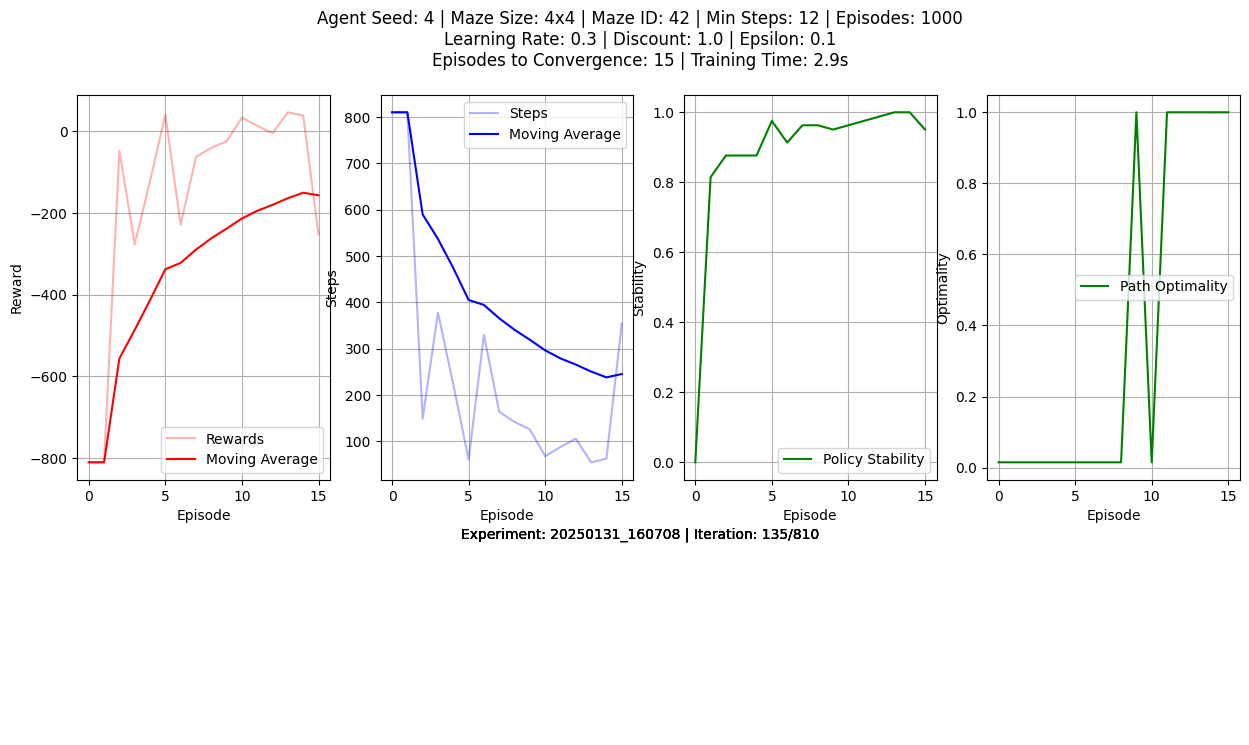 Agent Seed: 4 | Maze Size: 4x4 | Maze ID: 42 | Min Steps: 12 | Episodes: 1000
Learning Rate: 0.3 | Discount: 1.0 | Epsilon: 0.1
Episodes to Convergence: 15 | Training Time: 2.9s
Reward
0
−200
−400
−600
−800
0 5 10 15
Episode
Rewards
Moving Average
Steps
800
700
600
500
400
300
200
100
0 5 10 15
Episode
Steps
Moving Average
Stability
1.0
0.8
0.6
0.4
0.2
0.0
0 5 10 15
Episode
Policy Stability
Optimality
1.0
0.8
0.6
0.4
0.2
0.0
0 5 10 15
Episode
Path Optimality
Experiment: 20250131_160708 | Iteration: 135/810